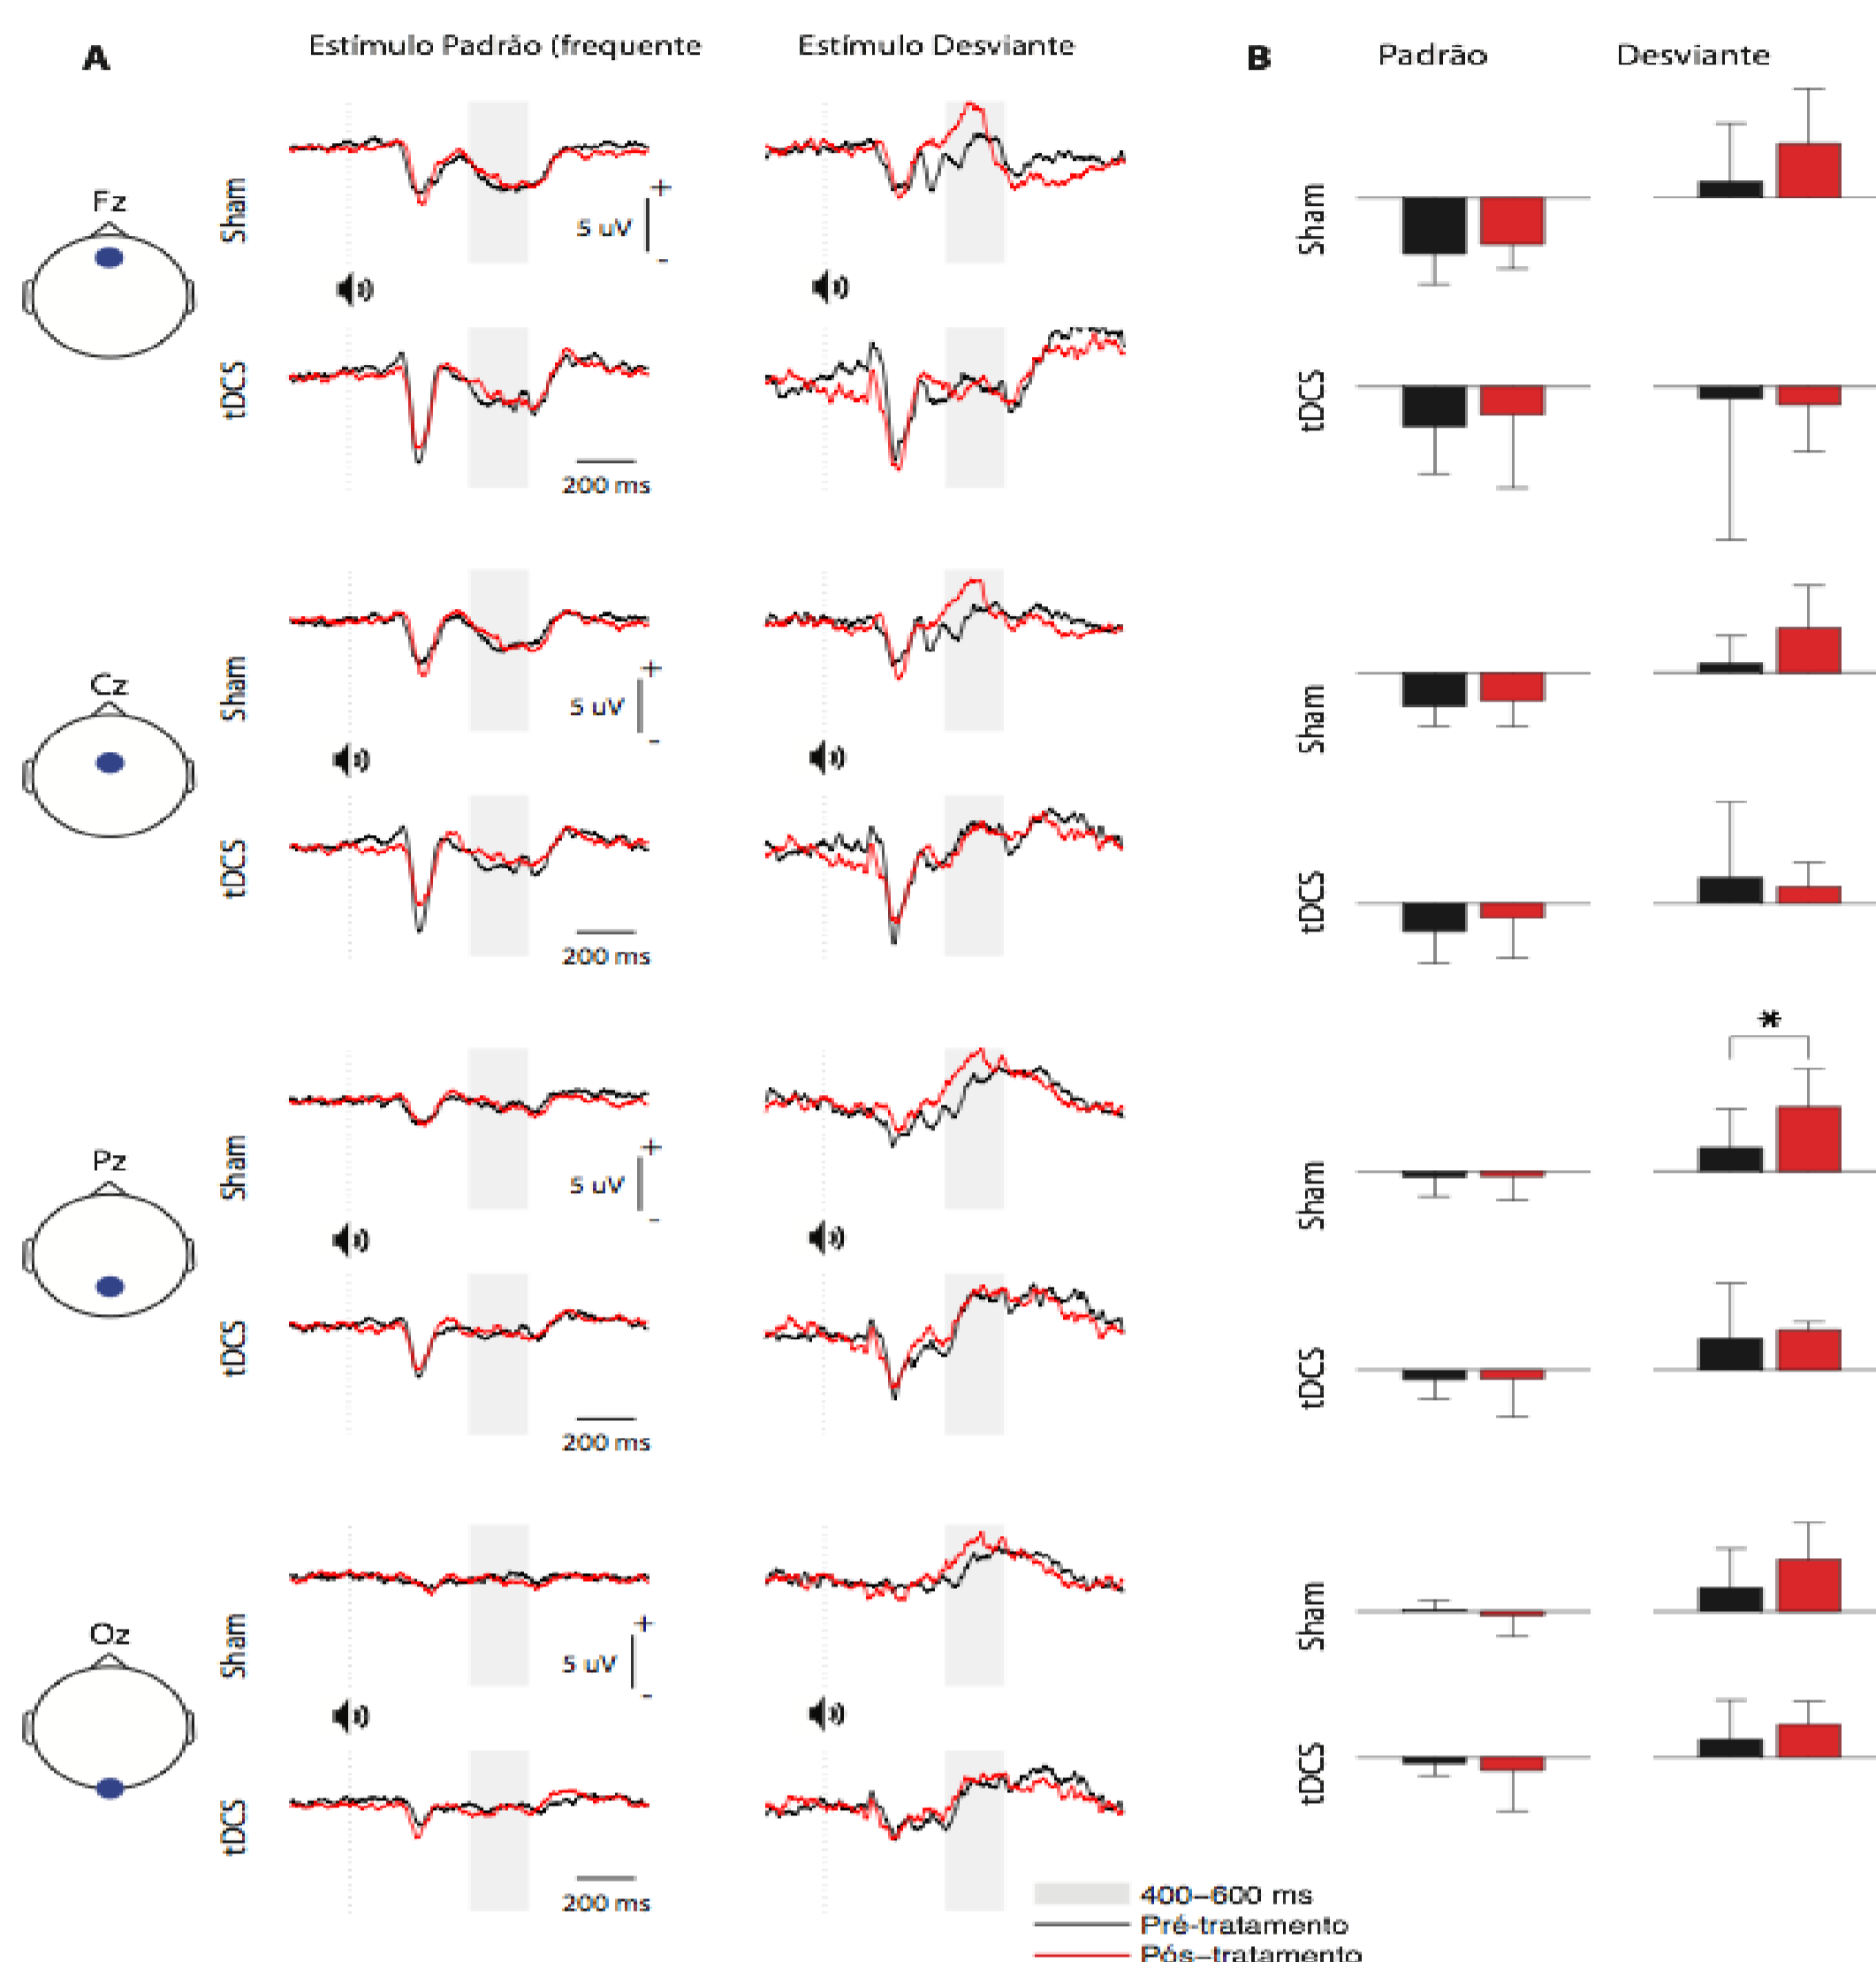 A
Estímulo Padrão (frequente
Estímulo Desviante
B
Padrão
Desviante
Fz
Sham
+
5 uV
-
Sham
tDCS
200 ms
tDCS
Cz
Sham
+
5 uV
-
Sham
tDCS
200 ms
tDCS
*
Pz
Sham
+
5 uV
-
Sham
tDCS
200 ms
tDCS
Oz
Sham
+
5 uV
-
Sham
tDCS
200 ms
tDCS
400–600 ms
Pré-tratamento
Pós–tratamento